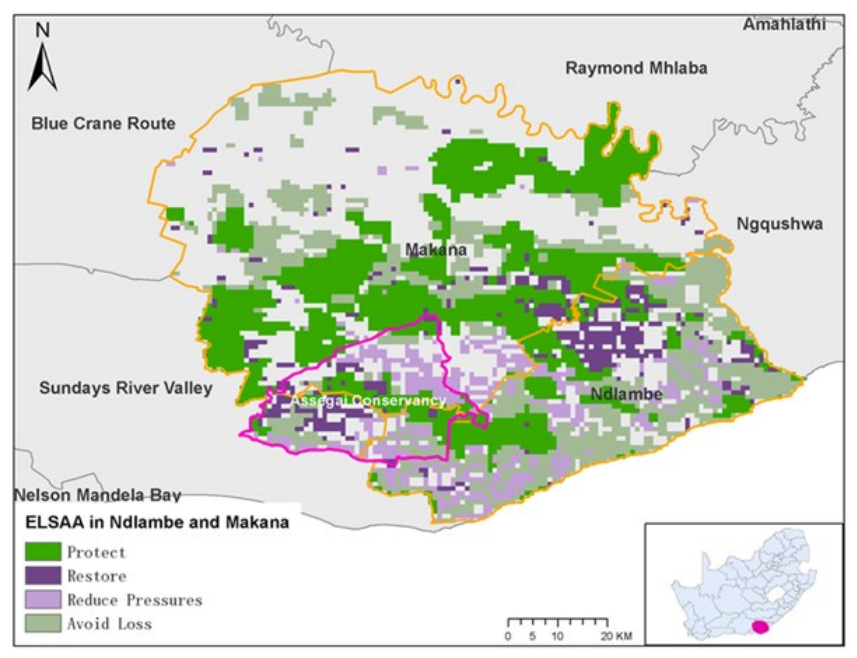 N
Amahlathi
Raymond Mhlaba
Blue Crane Route
Ngqushwa
Makana
Sundays River Valley
Ndlambe
Assegai Conservancy
Nelson Mandela Bay
ELSAA in Ndlambe and Makana
Protect
Restore
Reduce Pressures
Avoid Loss
0 5 10 20 KM